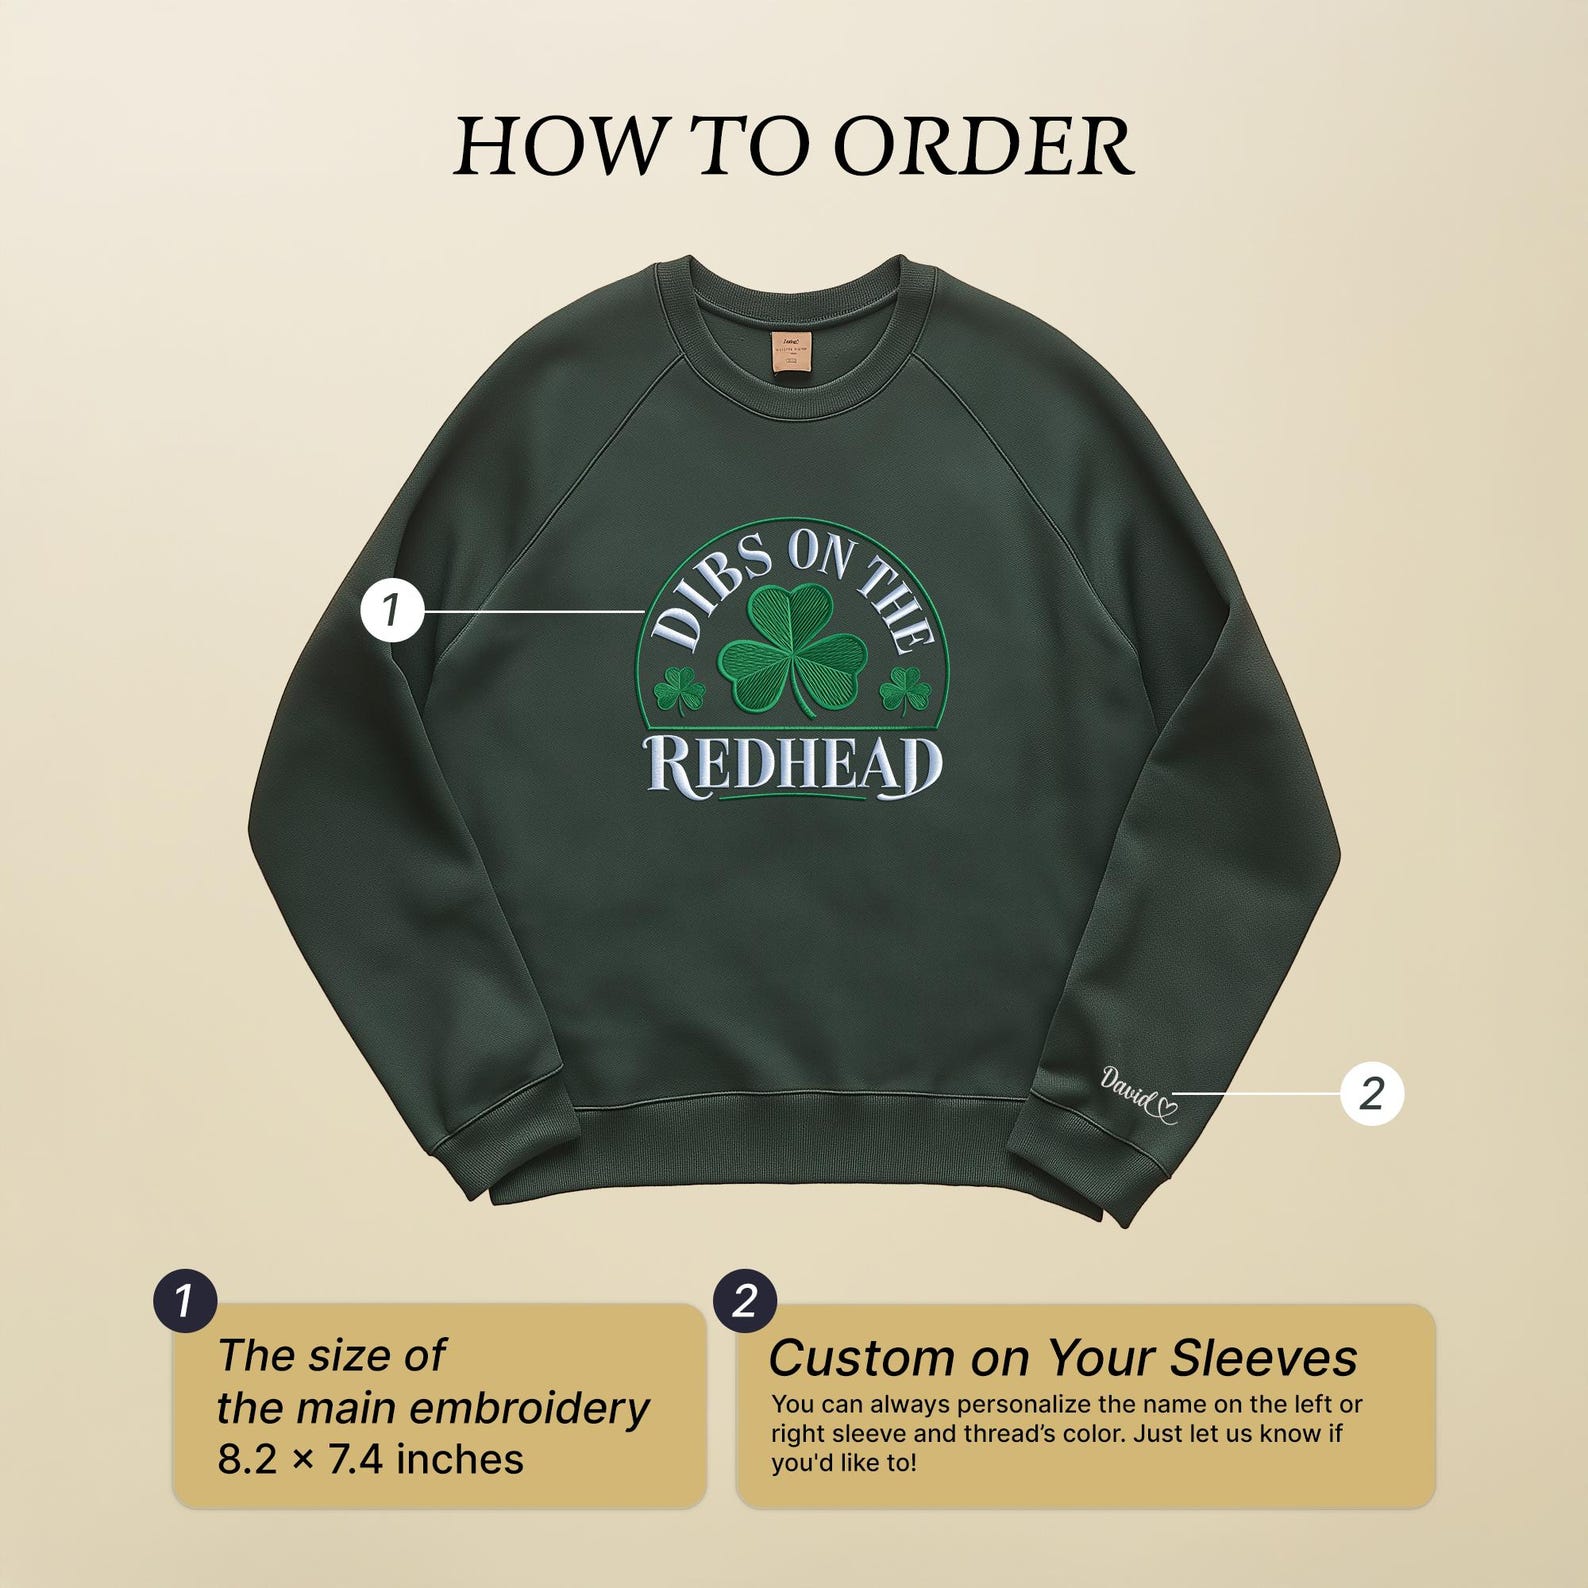 HOW TO ORDER
1
DIBS ON THE
REDHEAD
David
2
1
The size of
the main embroidery
8.2 × 7.4 inches
2
Custom on Your Sleeves
You can always personalize the name on the left or
right sleeve and thread’s color. Just let us know if
you'd like to!